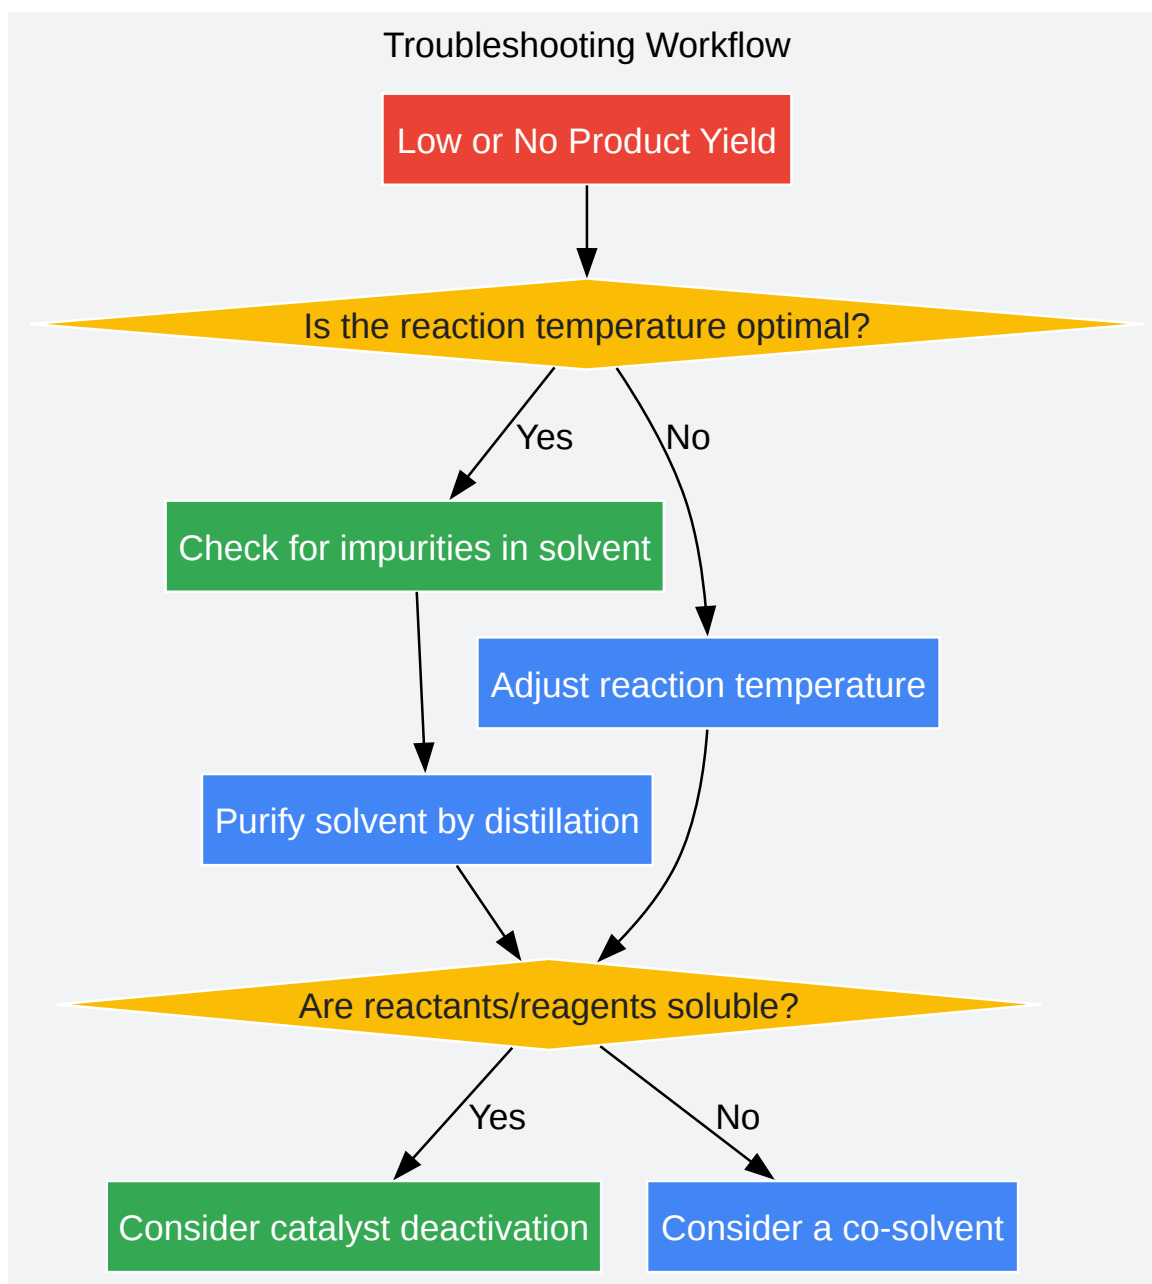 Troubleshooting Workflow
Low or No Product Yield
Is the reaction temperature optimal?
Yes
No
Check for impurities in solvent
Adjust reaction temperature
Purify solvent by distillation
Are reactants/reagents soluble?
Yes
No
Consider catalyst deactivation
Consider a co-solvent